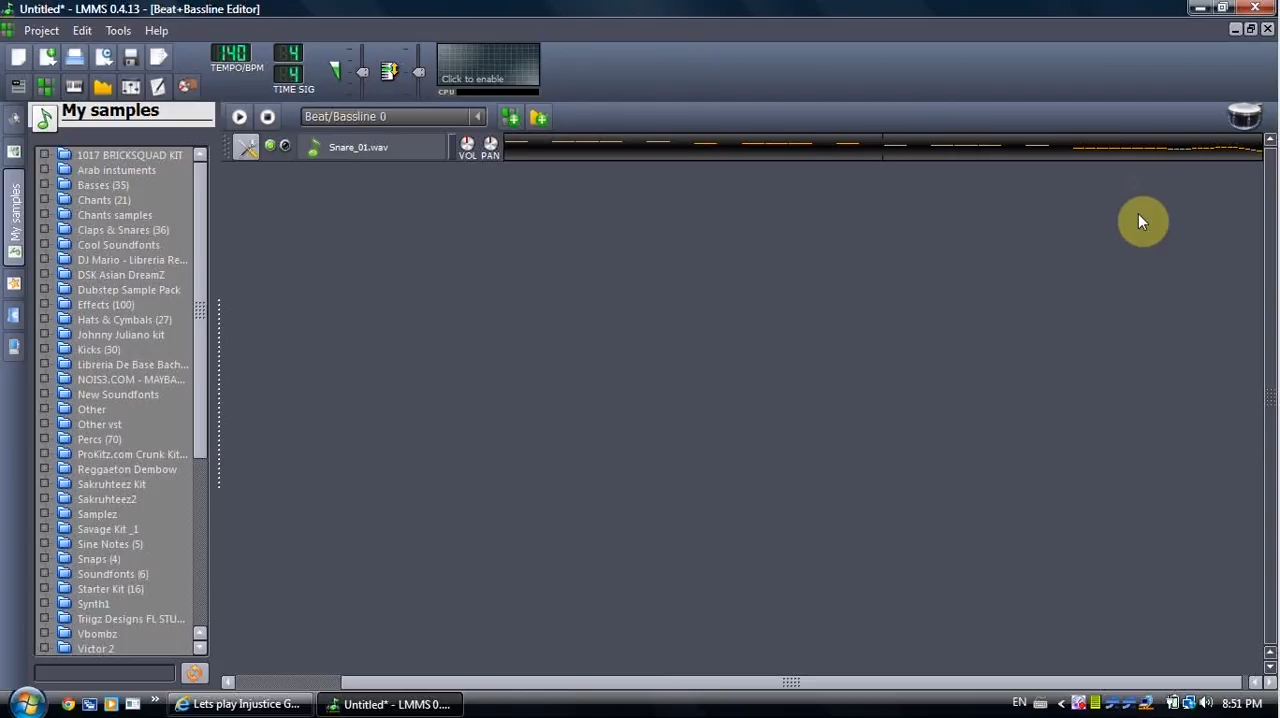 Untitled* - LMMS 0.4.13 - [Beat+Bassline Editor]
Project Edit Tools Help
140
TEMPO/BPM
4
4
TIME SIG
Click to enable
CPU
My samples
My samples
Beat/Bassline 0
Snare_01.wav
VOL PAN
1017 BRICKSQUAD KIT
Arab instuments
Basses (35)
Chants (21)
Chants samples
Claps & Snares (36)
Cool Soundfonts
DJ Mario - Libreria Re...
DSK Asian DreamZ
Dubstep Sample Pack
Effects (100)
Hats & Cymbals (27)
Johnny Juliano kit
Kicks (30)
Libreria De Base Bach...
NOIS3.COM - MAYBA...
New Soundfonts
Other
Other vst
Percs (70)
ProKitz.com Crunk Kit...
Reggaeton Dembow
Sakruhteez Kit
Sakruhteez2
Samplez
Savage Kit _1
Sine Notes (5)
Snaps (4)
Soundfonts (6)
Starter Kit (16)
Synth1
Triigz Designs FL STU...
Vbombz
Victor 2
Lets play Injustice G...
Untitled* - LMMS 0....
EN
8:51 PM